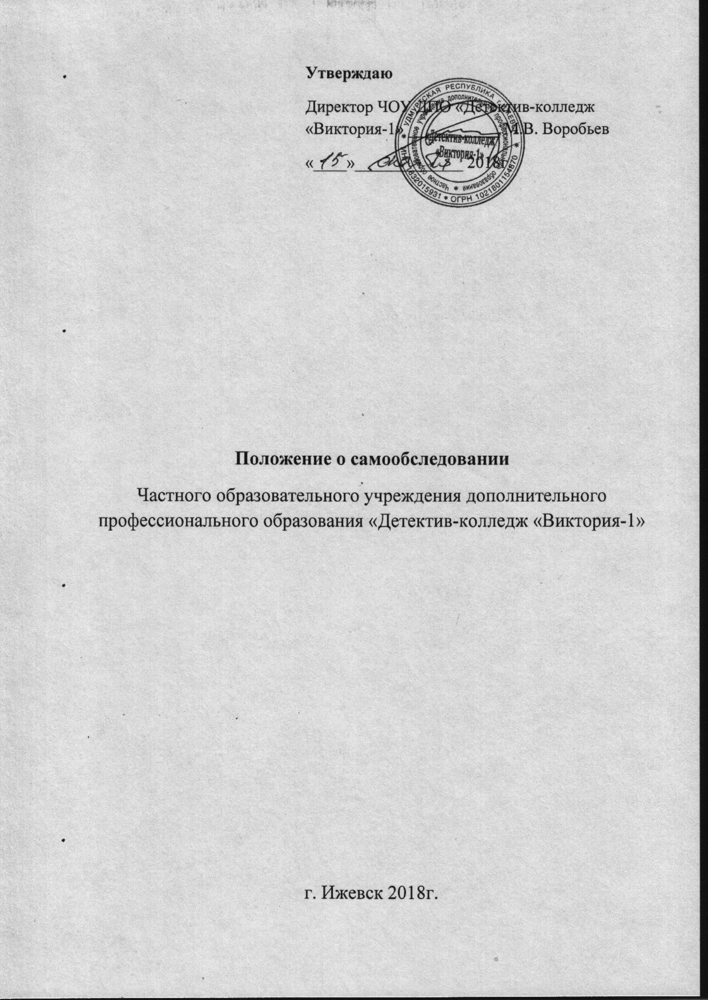 Утверждаю
Директор ЧОУ ДПО «Детектив-колледж
«Виктория-1» М.В. Воробьев
«15» 2018г
УДМУРТСКАЯ РЕСПУБЛИКА г. ИЖЕВСК
ИНН 1832015931 * ОГРН 1021801154870
Частное образовательное учреждение дополнительного профессионального образования
«Детектив-колледж
«Виктория-1»
Положение о самообследовании
Частного образовательного учреждения дополнительного
профессионального образования «Детектив-колледж «Виктория-1»
г. Ижевск 2018г.